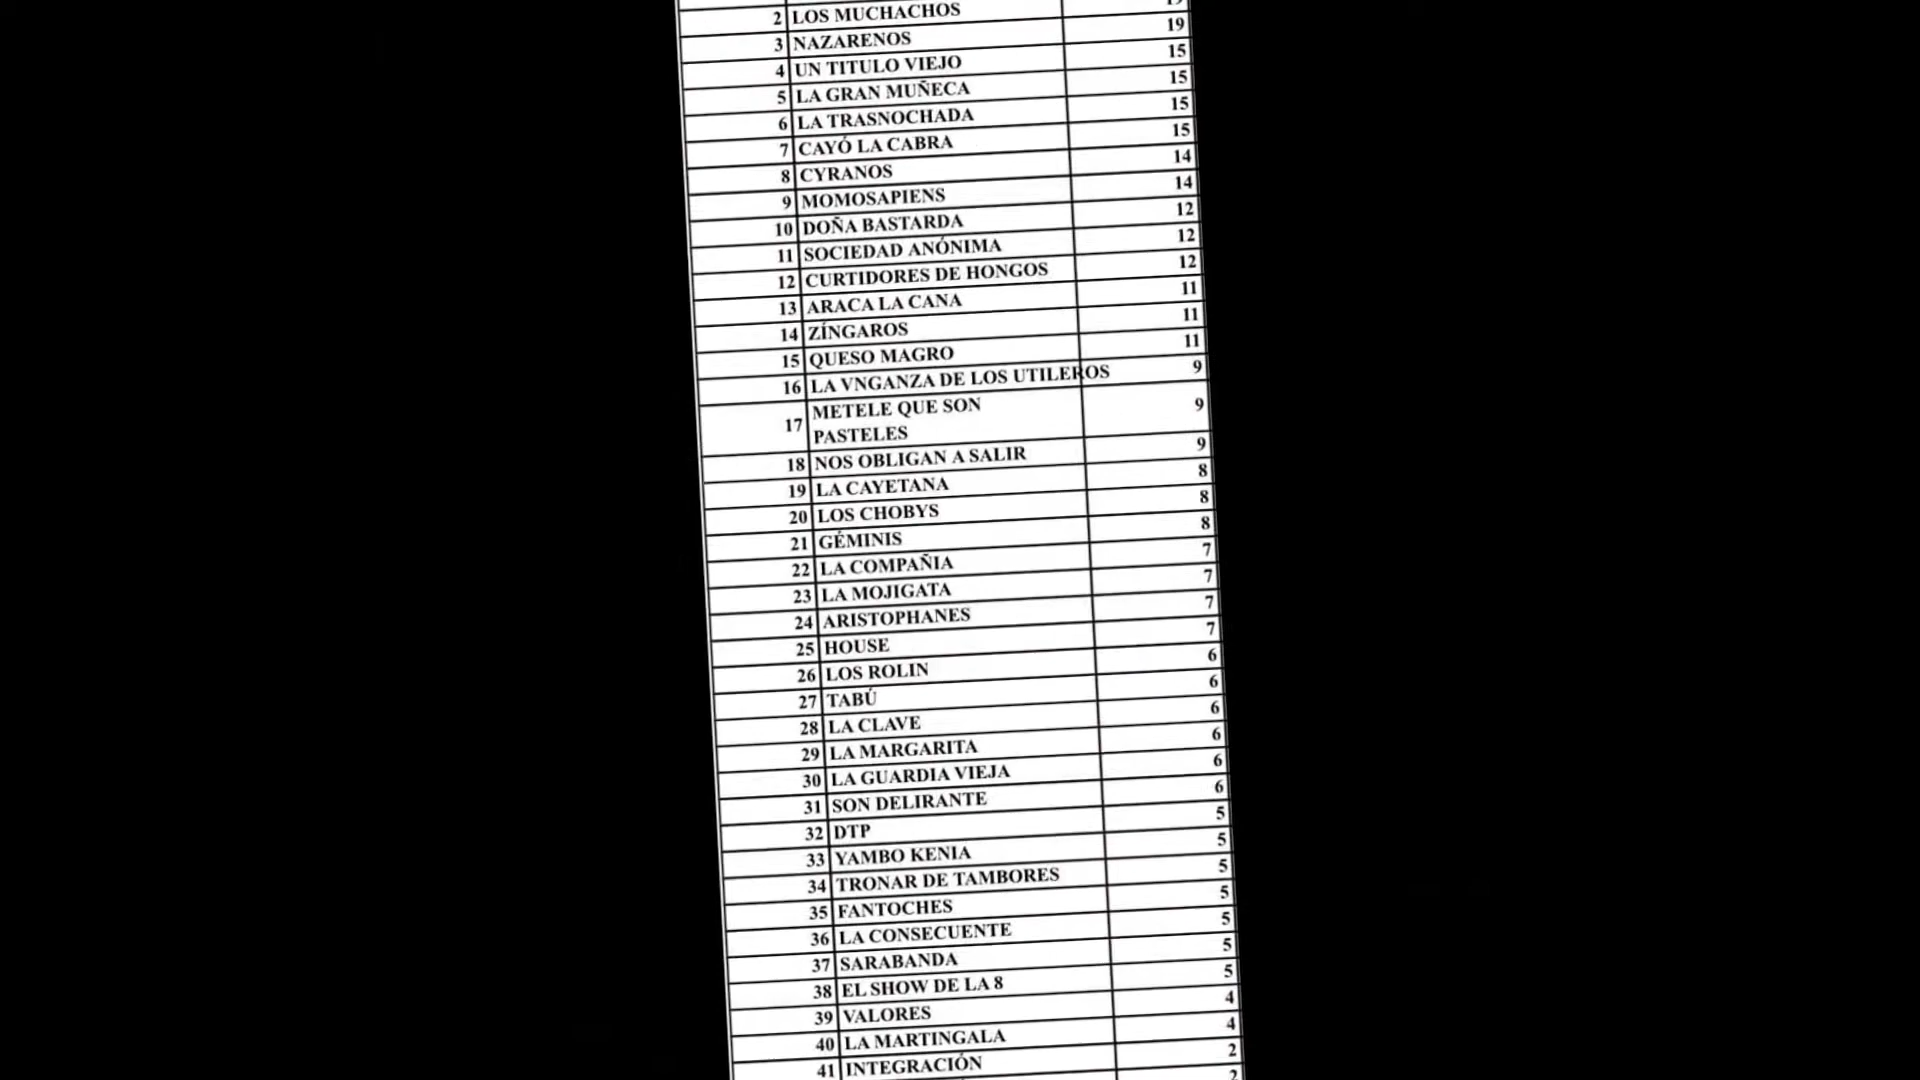 2 LOS MUCHACHOS 19
3 NAZARENOS 19
4 UN TITULO VIEJO 15
5 LA GRAN MUÑECA 15
6 LA TRASNOCHADA 15
7 CAYÓ LA CABRA 15
8 CYRANOS 14
9 MOMOSAPIENS 14
10 DOÑA BASTARDA 12
11 SOCIEDAD ANÓNIMA 12
12 CURTIDORES DE HONGOS 12
13 ARACA LA CANA 11
14 ZÍNGAROS 11
15 QUESO MAGRO 11
16 LA VNGANZA DE LOS UTILEROS 9
17 METELE QUE SON 9
PASTELES
18 NOS OBLIGAN A SALIR 9
19 LA CAYETANA 8
20 LOS CHOBYS 8
21 GÉMINIS 8
22 LA COMPAÑIA 7
23 LA MOJIGATA 7
24 ARISTOPHANES 7
25 HOUSE 7
26 LOS ROLIN 6
27 TABÚ 6
28 LA CLAVE 6
29 LA MARGARITA 6
30 LA GUARDIA VIEJA 6
31 SON DELIRANTE 6
32 DTP 5
33 YAMBO KENIA 5
34 TRONAR DE TAMBORES 5
35 FANTOCHES 5
36 LA CONSECUENTE 5
37 SARABANDA 5
38 EL SHOW DE LA 8 5
39 VALORES 4
40 LA MARTINGALA 4
41 INTEGRACIÓN 2
2